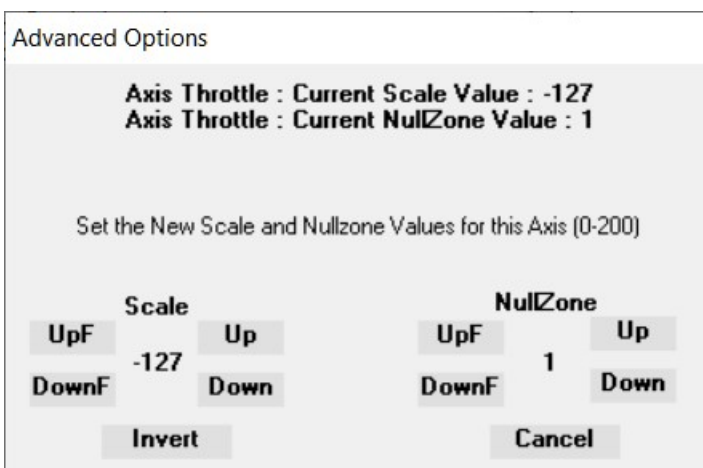 Advanced Options
Axis Throttle : Current Scale Value : -127
Axis Throttle : Current NullZone Value : 1
Set the New Scale and Nullzone Values for this Axis (0-200)
Scale
NullZone
UpF
Up
UpF
Up
-127
1
DownF
Down
DownF
Down
Invert
Cancel